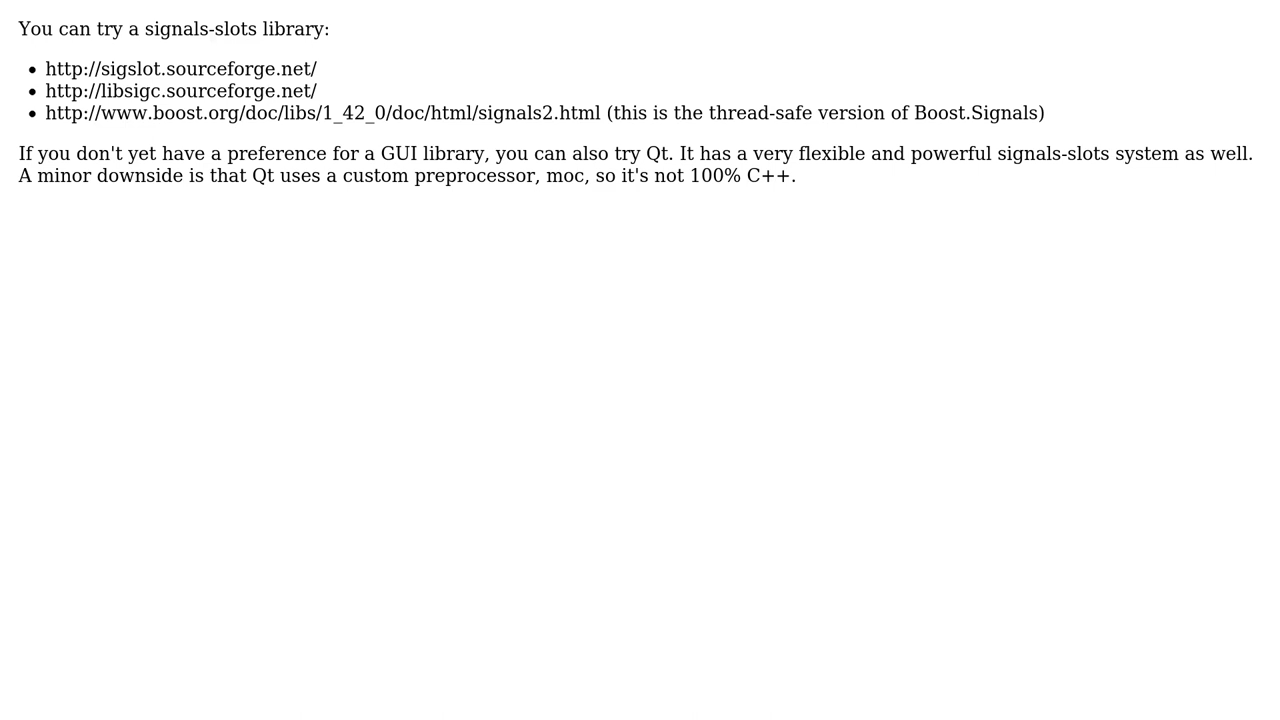 You can try a signals-slots library:
• http://sigslot.sourceforge.net/
• http://libsigc.sourceforge.net/
• http://www.boost.org/doc/libs/1_42_0/doc/html/signals2.html (this is the thread-safe version of Boost.Signals)
If you don't yet have a preference for a GUI library, you can also try Qt. It has a very flexible and powerful signals-slots system as well.
A minor downside is that Qt uses a custom preprocessor, moc, so it's not 100% C++.